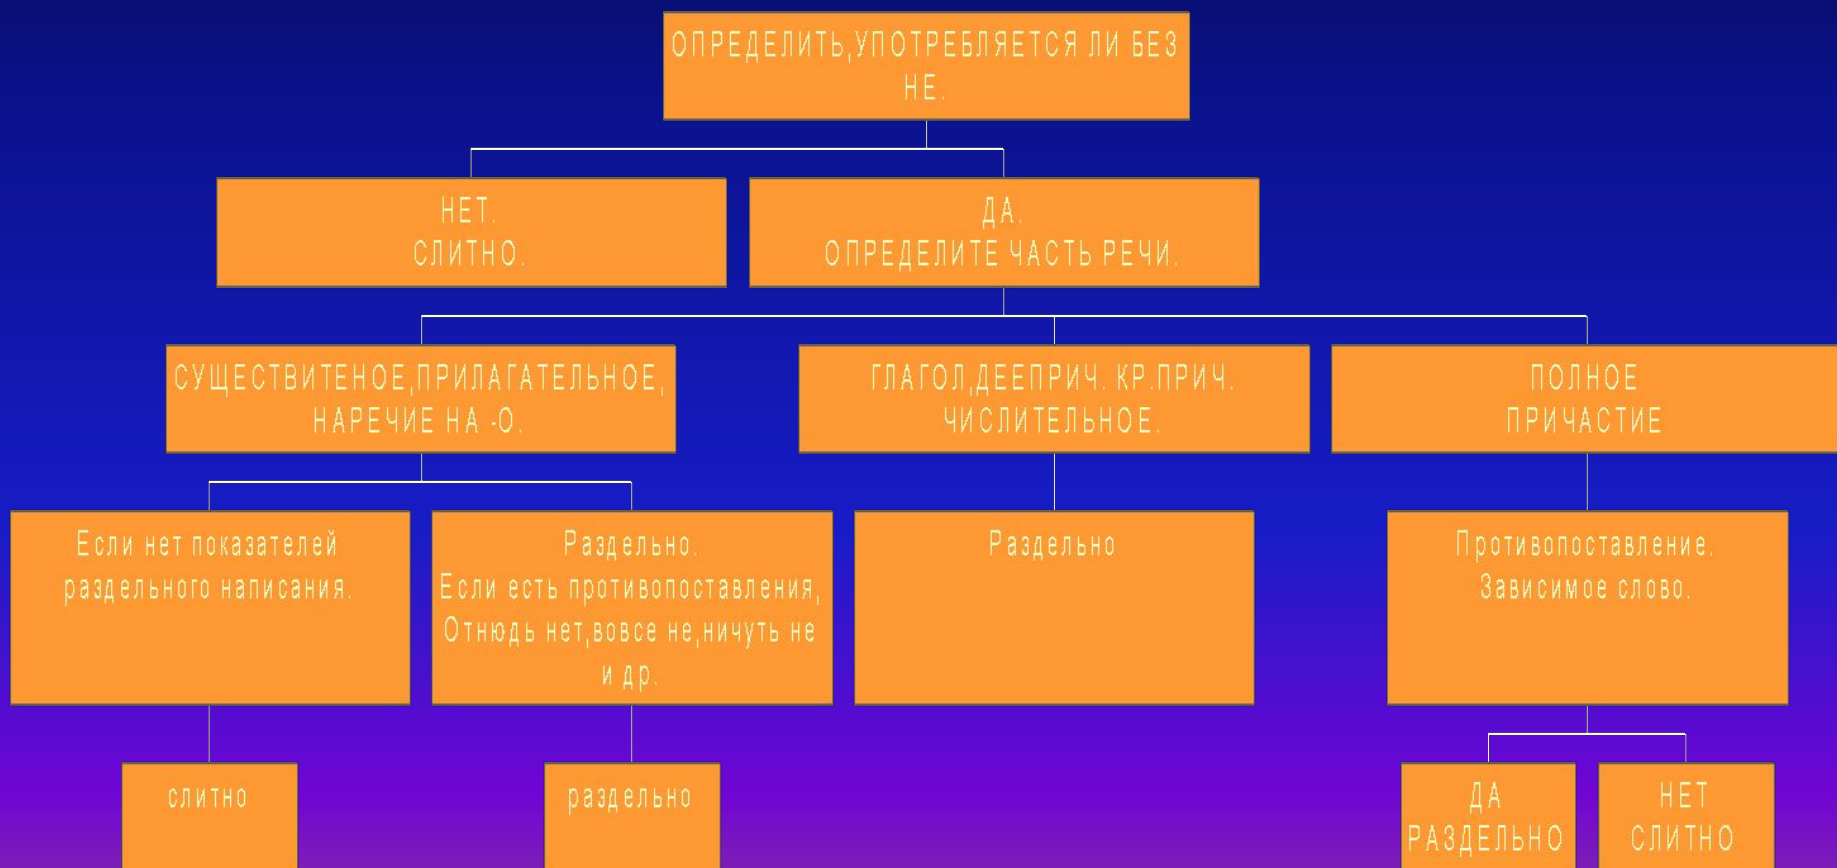 ОПРЕДЕЛИТЬ,УПОТРЕБЛЯЕТСЯ ЛИ БЕЗ
НЕ.
НЕТ.
СЛИТНО.
ДА.
ОПРЕДЕЛИТЕ ЧАСТЬ РЕЧИ.
СУЩЕСТВИТЕНОЕ,ПРИЛАГАТЕЛЬНОЕ,
НАРЕЧИЕ НА -О.
ГЛАГОЛ,ДЕЕПРИЧ. КР.ПРИЧ.
ЧИСЛИТЕЛЬНОЕ.
ПОЛНОЕ
ПРИЧАСТИЕ
Если нет показателей
раздельного написания.
Раздельно.
Если есть противопоставления,
Отнюдь нет,вовсе не,ничуть не
и др.
Раздельно
Противопоставление.
Зависимое слово.
слитно
раздельно
ДА
РАЗДЕЛЬНО
НЕТ
СЛИТНО